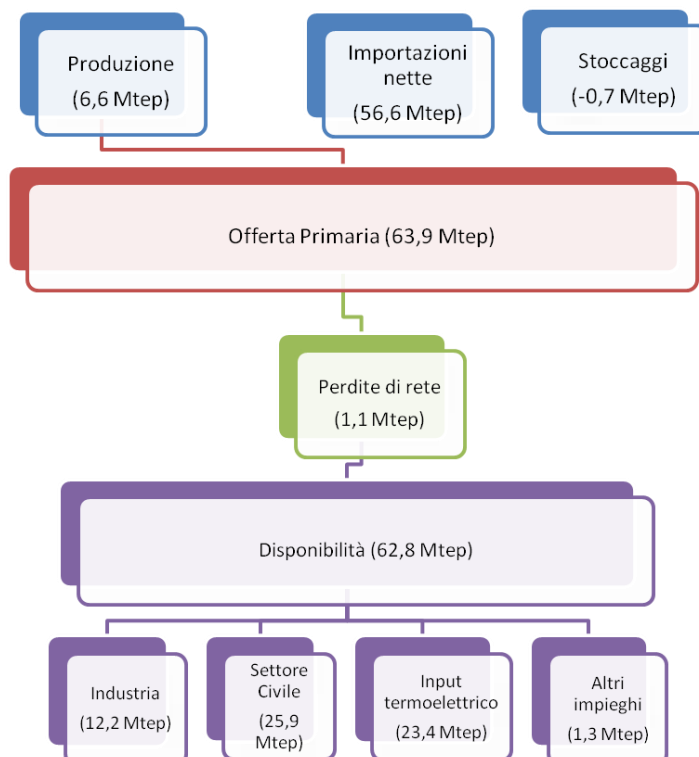 Produzione
(6,6 Mtep)
Importazioni
nette
(56,6 Mtep)
Stoccaggi
(-0,7 Mtep)
Offerta Primaria (63,9 Mtep)
Perdite di rete
(1,1 Mtep)
Disponibilità (62,8 Mtep)
Industria
(12,2 Mtep)
Settore
Civile
(25,9
Mtep)
Input
termoelettrico
(23,4 Mtep)
Altri
impieghi
(1,3 Mtep)